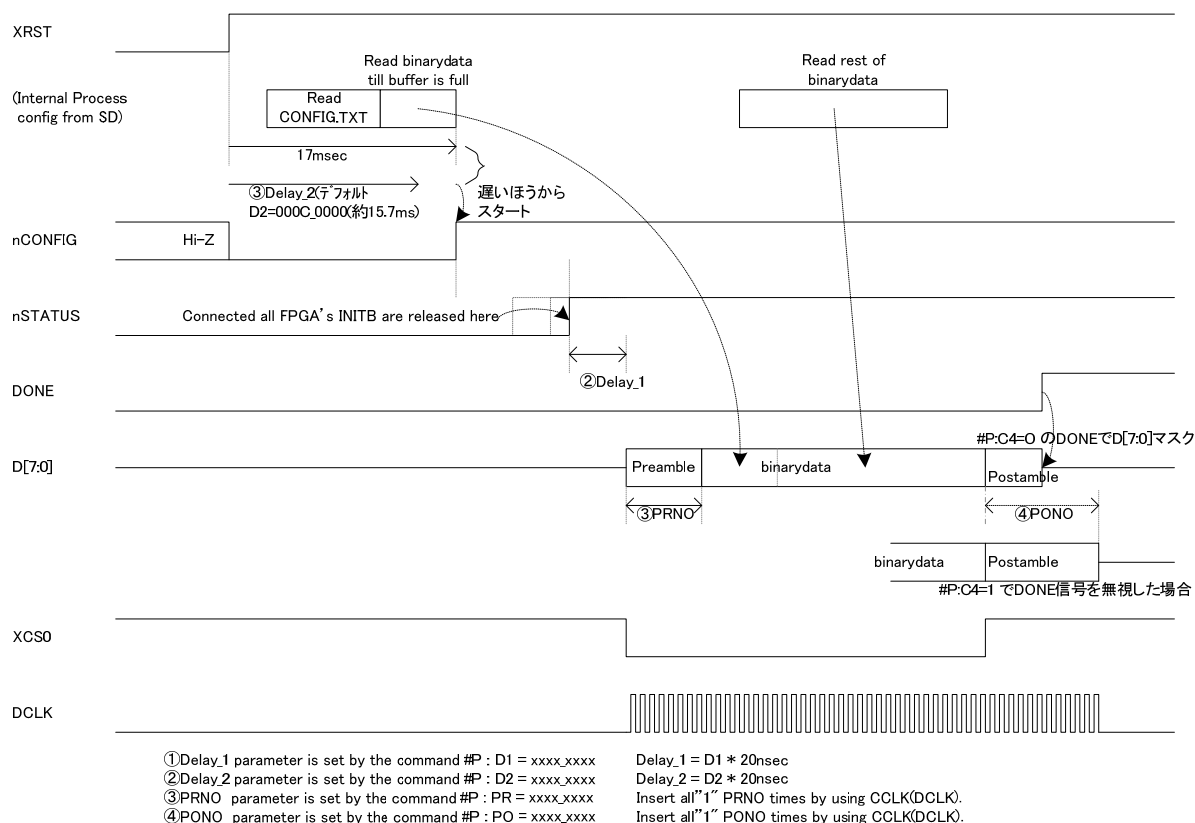 XRST
Read binarydata
till buffer is full
Read rest of
binarydata
(Internal Process
config from SD)
Read
CONFIG.TXT
17msec
③Delay_2(デフォルト
D2=000C_0000(約15.7ms)
遅いほうから
スタート
nCONFIG
Hi-Z
nSTATUS
Connected all FPGA's INITB are released here
②Delay_1
DONE
#P:C4=0 のDONEでD[7:0]マスク
D[7:0]
Preamble
binarydata
Postamble
③PRNO
④PONO
binarydata
Postamble
#P:C4=1 でDONE信号を無視した場合
XCS0
DCLK
①Delay_1 parameter is set by the command #P : D1 = xxxx_xxxx Delay_1 = D1 * 20nsec
②Delay_2 parameter is set by the command #P : D2 = xxxx_xxxx Delay_2 = D2 * 20nsec
③PRNO parameter is set by the command #P : PR = xxxx_xxxx Insert all"1" PRNO times by using CCLK(DCLK).
④PONO parameter is set by the command #P : PO = xxxx_xxxx Insert all"1" PONO times by using CCLK(DCLK).